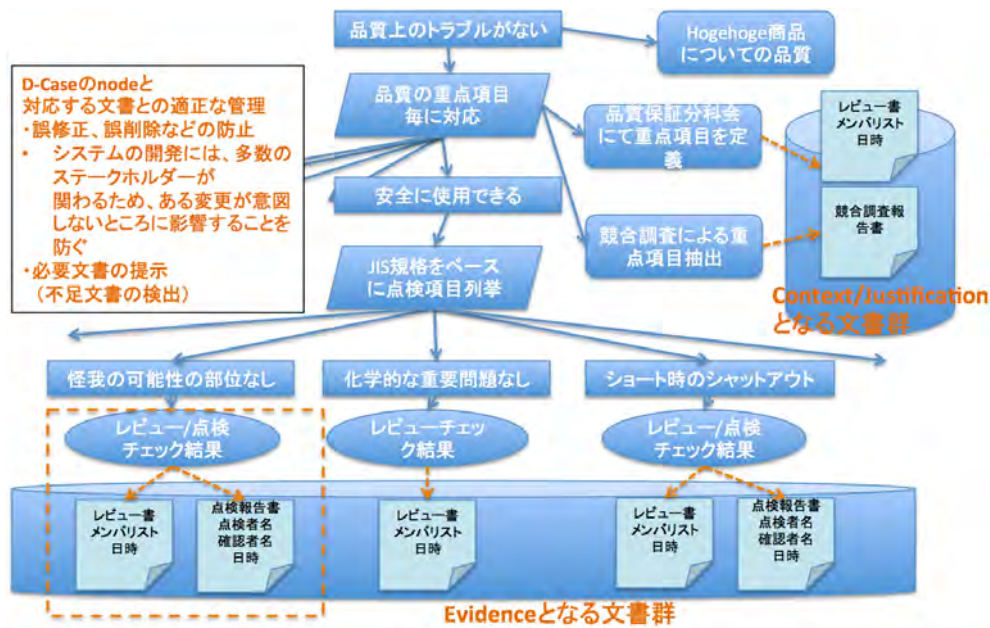 品質上のトラブルがない
Hogehoge商品
についての品質
D-Caseのnodeと
対応する文書との適正な管理
・誤修正、誤削除などの防止
• システムの開発には、多数の
ステークホルダーが
関わるため、ある変更が意図
しないところに影響することを
防ぐ
・必要文書の提示
（不足文書の検出）
品質の重点項目
毎に対応
品質保証分科会
にて重点項目を定
義
レビュー書
メンバリスト
日時
安全に使用できる
競合調査による重
点項目抽出
競合調査報
告書
JIS規格をベース
に点検項目列挙
Context/Justification
となる文書群
怪我の可能性の部位なし
化学的な重要問題なし
ショート時のシャットアウト
レビュー/点検
チェック結果
レビューチェッ
ク結果
レビュー/点検
チェック結果
レビュー書
メンバリスト
日時
点検報告書
点検者名
確認者名
日時
レビュー書
メンバリスト
日時
レビュー書
メンバリスト
日時
点検報告書
点検者名
確認者名
日時
Evidenceとなる文書群